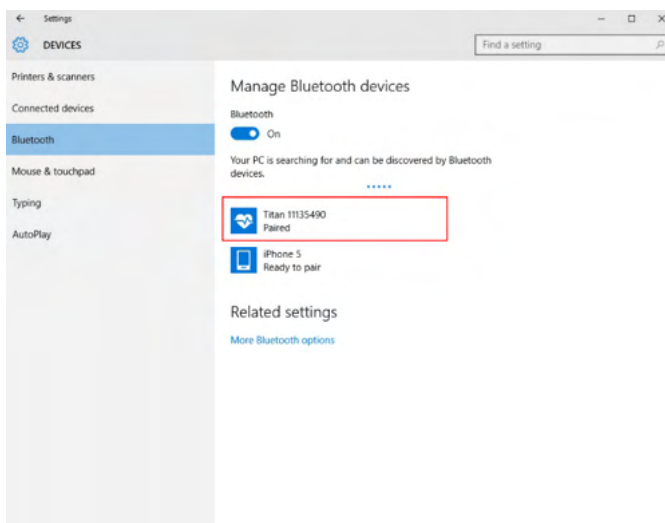 Settings
DEVICES
Find a setting
Printers & scanners
Connected devices
Bluetooth
Mouse & touchpad
Typing
AutoPlay
Manage Bluetooth devices
Bluetooth
On
Your PC is searching for and can be discovered by Bluetooth
devices.
Titan 11135490
Paired
iPhone 5
Ready to pair
Related settings
More Bluetooth options